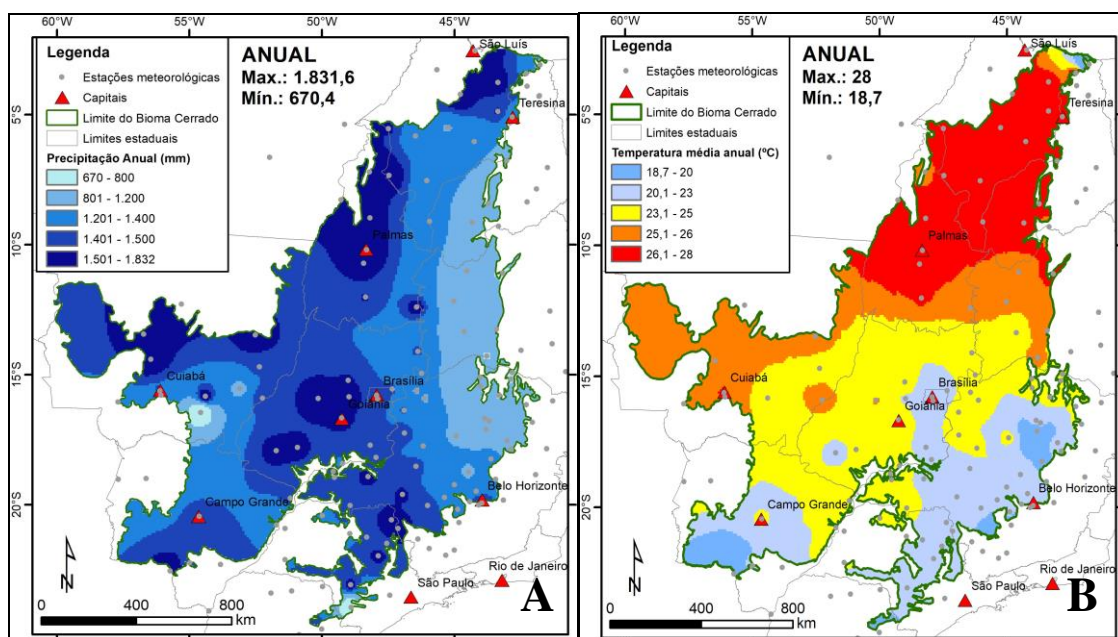 60°W 55°W 50°W 45°W
Legenda
Estações meteorológicas
Capitais
Limite do Bioma Cerrado
Limites estaduais
Precipitação Anual (mm)
670 - 800
801 - 1.200
1.201 - 1.400
1.401 - 1.500
1.501 - 1.832
ANUAL
Max.: 1.831,6
Mín.: 670,4
São Luís
Teresina
Palmas
Cuiabá
Brasília
Goiânia
Campo Grande
Belo Horizonte
Rio de Janeiro
São Paulo
5°S
10°S
15°S
20°S
N
0 400 800
km
A
60°W 55°W 50°W 45°W
Legenda
Estações meteorológicas
Capitais
Limite do Bioma Cerrado
Limites estaduais
Temperatura média anual (ºC)
18,7 - 20
20,1 - 23
23,1 - 25
25,1 - 26
26,1 - 28
ANUAL
Max.: 28
Mín.: 18,7
São Luís
Teresina
Palmas
Cuiabá
Brasília
Goiânia
Campo Grande
Belo Horizonte
Rio de Janeiro
São Paulo
5°S
10°S
15°S
20°S
N
0 400 800
km
B